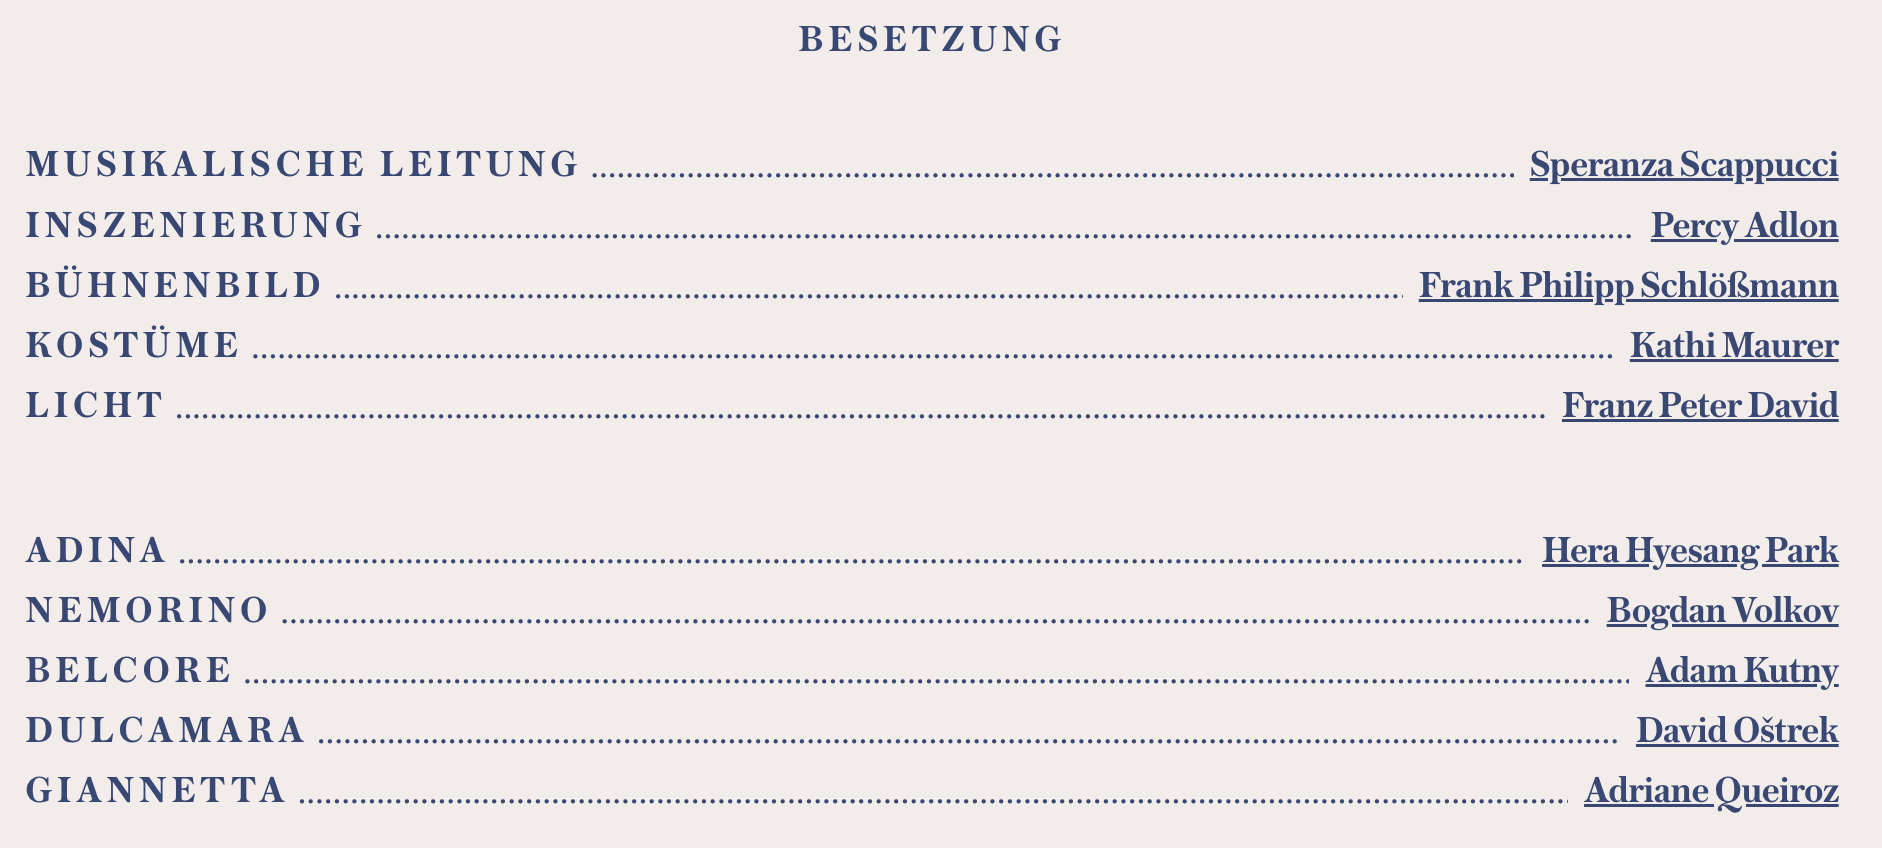 BESETZUNG
MUSIKALISCHE LEITUNG Speranza Scappucci
INSZENIERUNG Percy Adlon
BÜHNENBILD Frank Philipp Schlößmann
KOSTÜME Kathi Maurer
LICHT Franz Peter David
ADINA Hera Hyesang Park
NEMORINO Bogdan Volkov
BELCORE Adam Kutny
DULCAMARA David Oštrek
GIANNETTA Adriane Queiroz